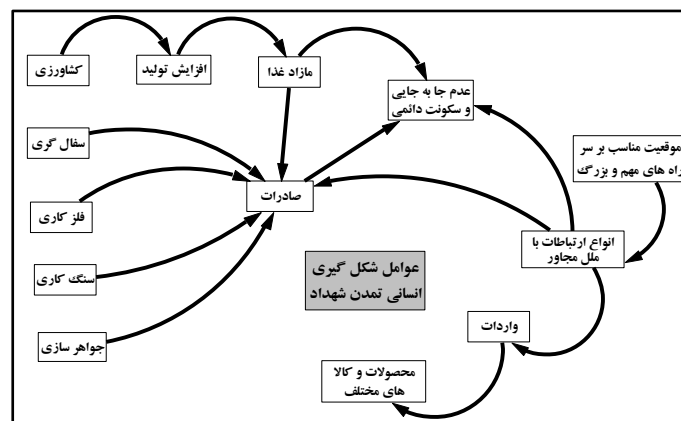 کشاورزی
افزایش تولید
مازاد غذا
عدم جا به جایی
و سکونت دائمی
موقعیت مناسب بر سر
راه های مهم و بزرگ
سفال گری
صادرات
فلز کاری
انواع ارتباطات با
ملل مجاور
عوامل شکل گیری
انسانی تمدن شهداد
سنگ کاری
واردات
جواهر سازی
محصولات و کالا
های مختلف